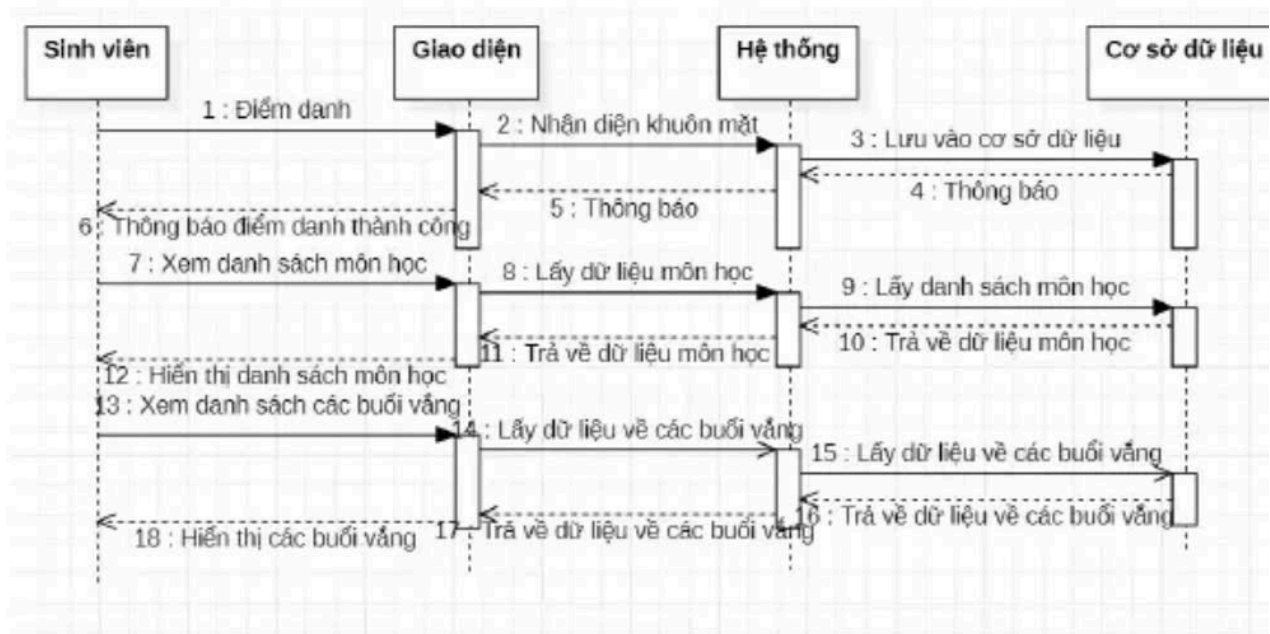 Sinh viên
Giao diện
Hệ thống
Cơ sở dữ liệu
1 : Điểm danh
2 : Nhận diện khuôn mặt
3 : Lưu vào cơ sở dữ liệu
4 : Thông báo
5 : Thông báo
6 : Thông báo điểm danh thành công
7 : Xem danh sách môn học
8 : Lấy dữ liệu môn học
9 : Lấy danh sách môn học
10 : Trả về dữ liệu môn học
11 : Trả về dữ liệu môn học
12 : Hiển thị danh sách môn học
13 : Xem danh sách các buổi vắng
14 : Lấy dữ liệu về các buổi vắng
15 : Lấy dữ liệu về các buổi vắng
16 : Trả về dữ liệu về các buổi vắng
17 : Trả về dữ liệu về các buổi vắng
18 : Hiển thị các buổi vắng